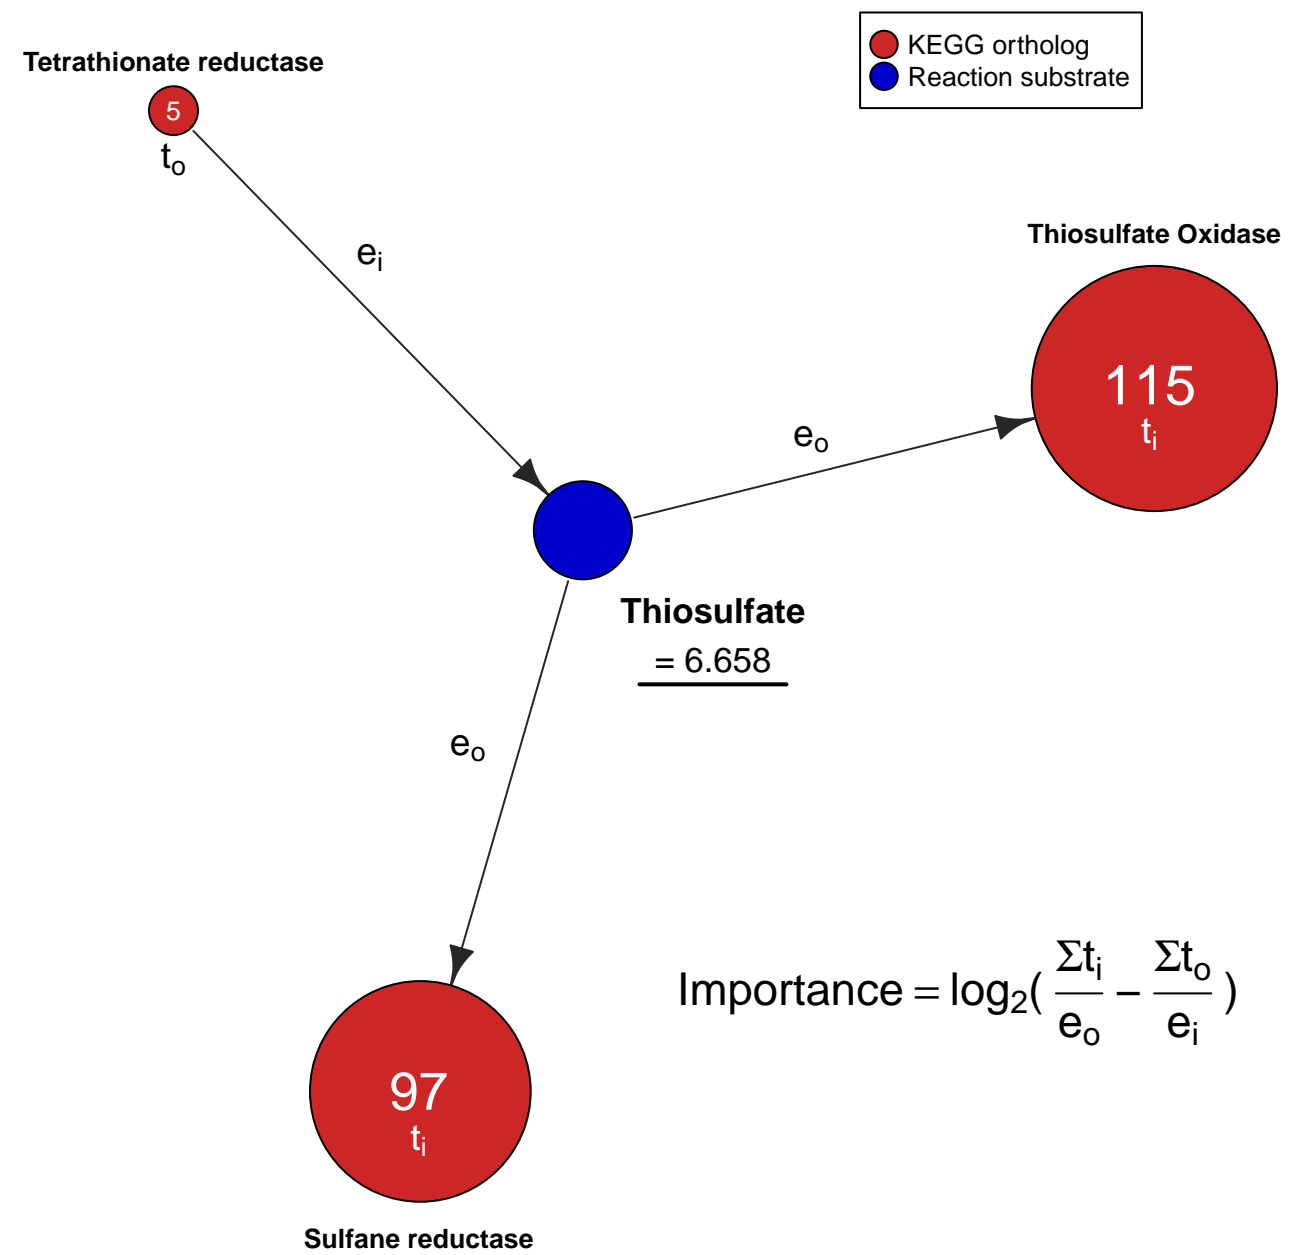 KEGG ortholog
Reaction substrate
Tetrathionate reductase
5
tₒ
eᵢ
Thiosulfate Oxidase
115
tᵢ
eₒ
Thiosulfate
= 6.658
eₒ
Importance = log₂( Σtᵢ/eₒ − Σtₒ/eᵢ )
97
tᵢ
Sulfane reductase